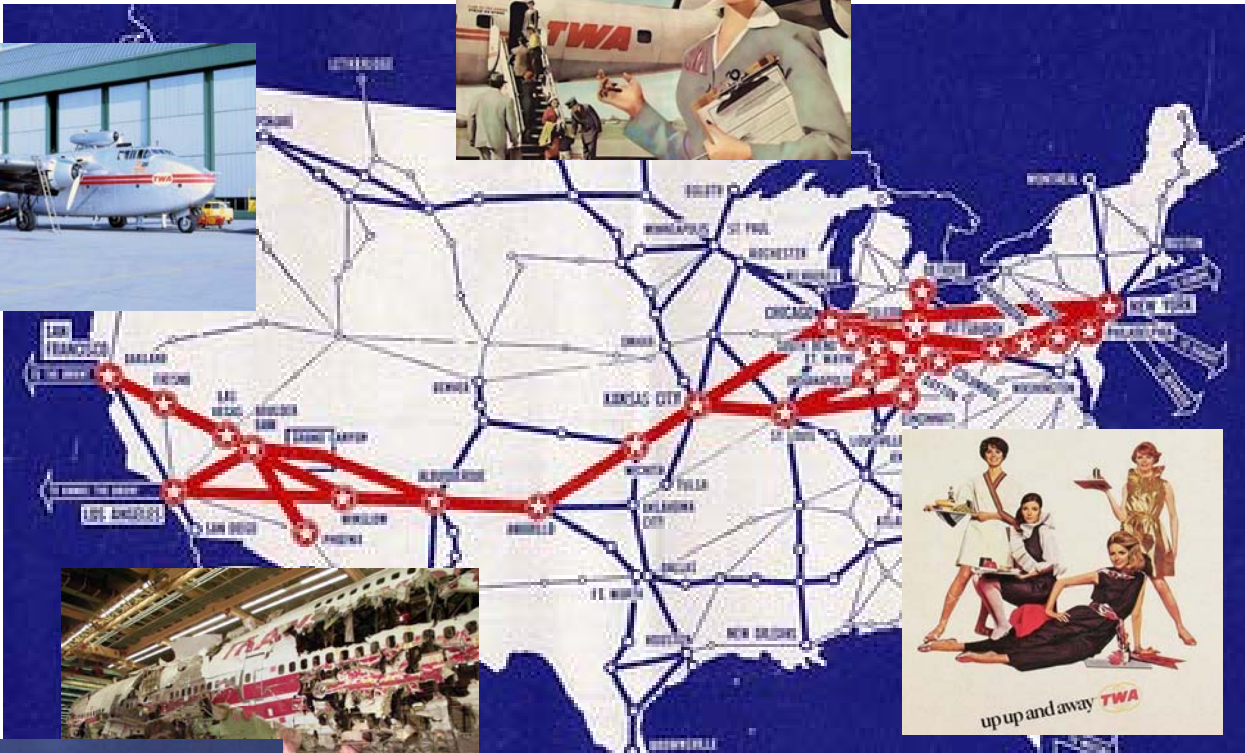 LETHBRIDGE
TWA
TWA
DULUTH
MONTREAL
MINNEAPOLIS
ST. PAUL
ROCHESTER
MILWAUKEE
DETROIT
BOSTON
CHICAGO
TOLEDO
NEW YORK
PITTSBURGH
PHILADELPHIA
SAN
FRANCISCO
OAKLAND
FRESNO
SOUTH BEND
FT. WAYNE
OMAHA
INDIANAPOLIS
DAYTON
COLUMBUS
WASHINGTON
LAS
VEGAS
BOULDER
DAM
DENVER
KANSAS CITY
CINCINNATI
ST. LOUIS
GRAND CANYON
WICHITA
ALBUQUERQUE
TULSA
OKLAHOMA
CITY
LOS ANGELES
SAN DIEGO
WINSLOW
PHOENIX
AMARILLO
DALLAS
FT. WORTH
HOUSTON
NEW ORLEANS
BROWNSVILLE
TRA
up up and away TWA